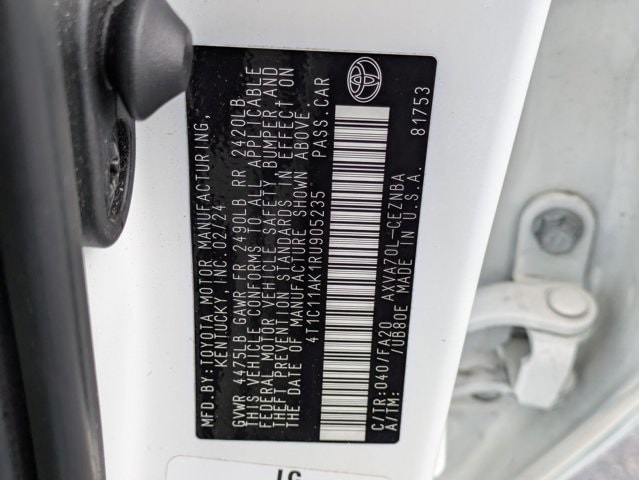 MFD.BY:TOYOTA MOTOR MANUFACTURING,
KENTUCKY, INC. 02/24
GVWR 4475LB GAWR FR 2490LB RR 2420LB
THIS VEHICLE CONFORMS TO ALL APPLICABLE
FEDERAL MOTOR VEHICLE SAFETY, BUMPER AND
THEFT PREVENTION STANDARDS IN EFFECT ON
THE DATE OF MANUFACTURE SHOWN ABOVE.
4T1C11AK1RU905235 PASS.CAR
C/TR:040/FA20 AXVA70L-CEZNBA
A/TM: /UB80E MADE IN U.S.A. 81753